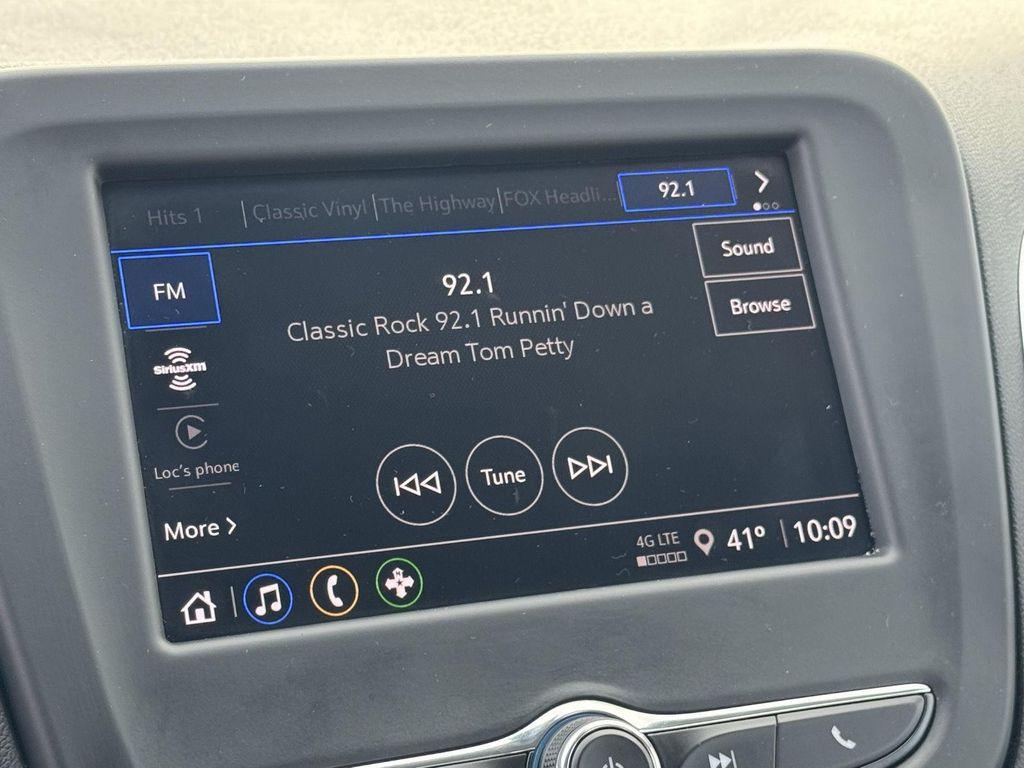 Hits 1 Classic Vinyl The Highway FOX Headli... 92.1
FM
Sound
92.1
Browse
Classic Rock 92.1 Runnin' Down a
Dream Tom Petty
SiriusXM
Loc's phone
Tune
More
4G LTE 41° 10:09